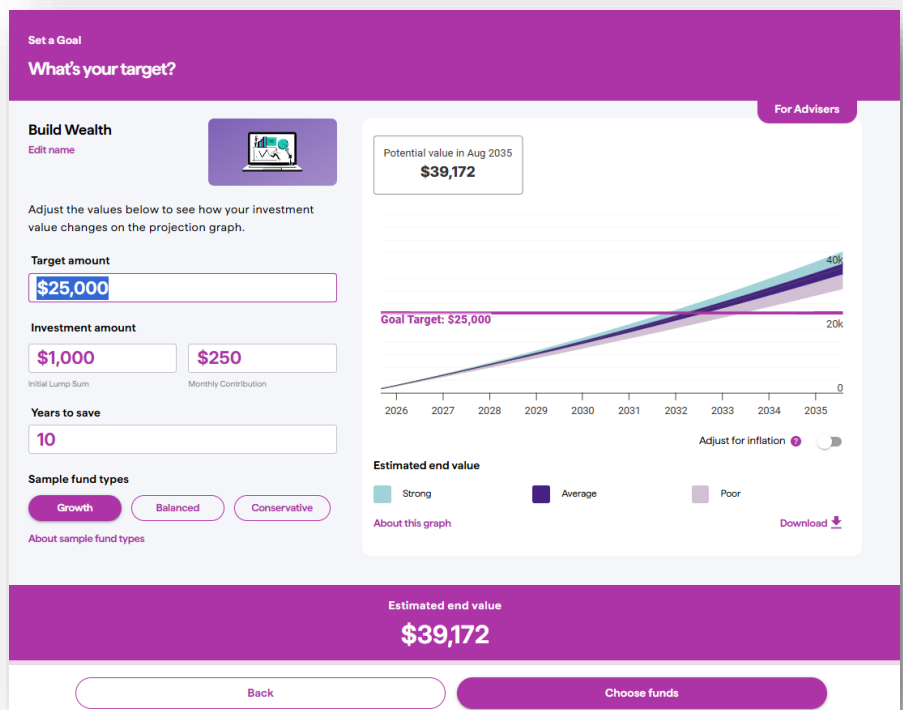 Set a Goal
What's your target?
For Advisers
Build Wealth
Edit name
Adjust the values below to see how your investment
value changes on the projection graph.
Target amount
$25,000
Investment amount
$1,000
$250
Initial Lump Sum
Monthly Contribution
Years to save
10
Sample fund types
Growth
Balanced
Conservative
About sample fund types
Potential value in Aug 2035
$39,172
40k
Goal Target: $25,000
20k
0
2026 2027 2028 2029 2030 2031 2032 2033 2034 2035
Adjust for inflation ?
Estimated end value
Strong
Average
Poor
About this graph
Download
Estimated end value
$39,172
Back
Choose funds